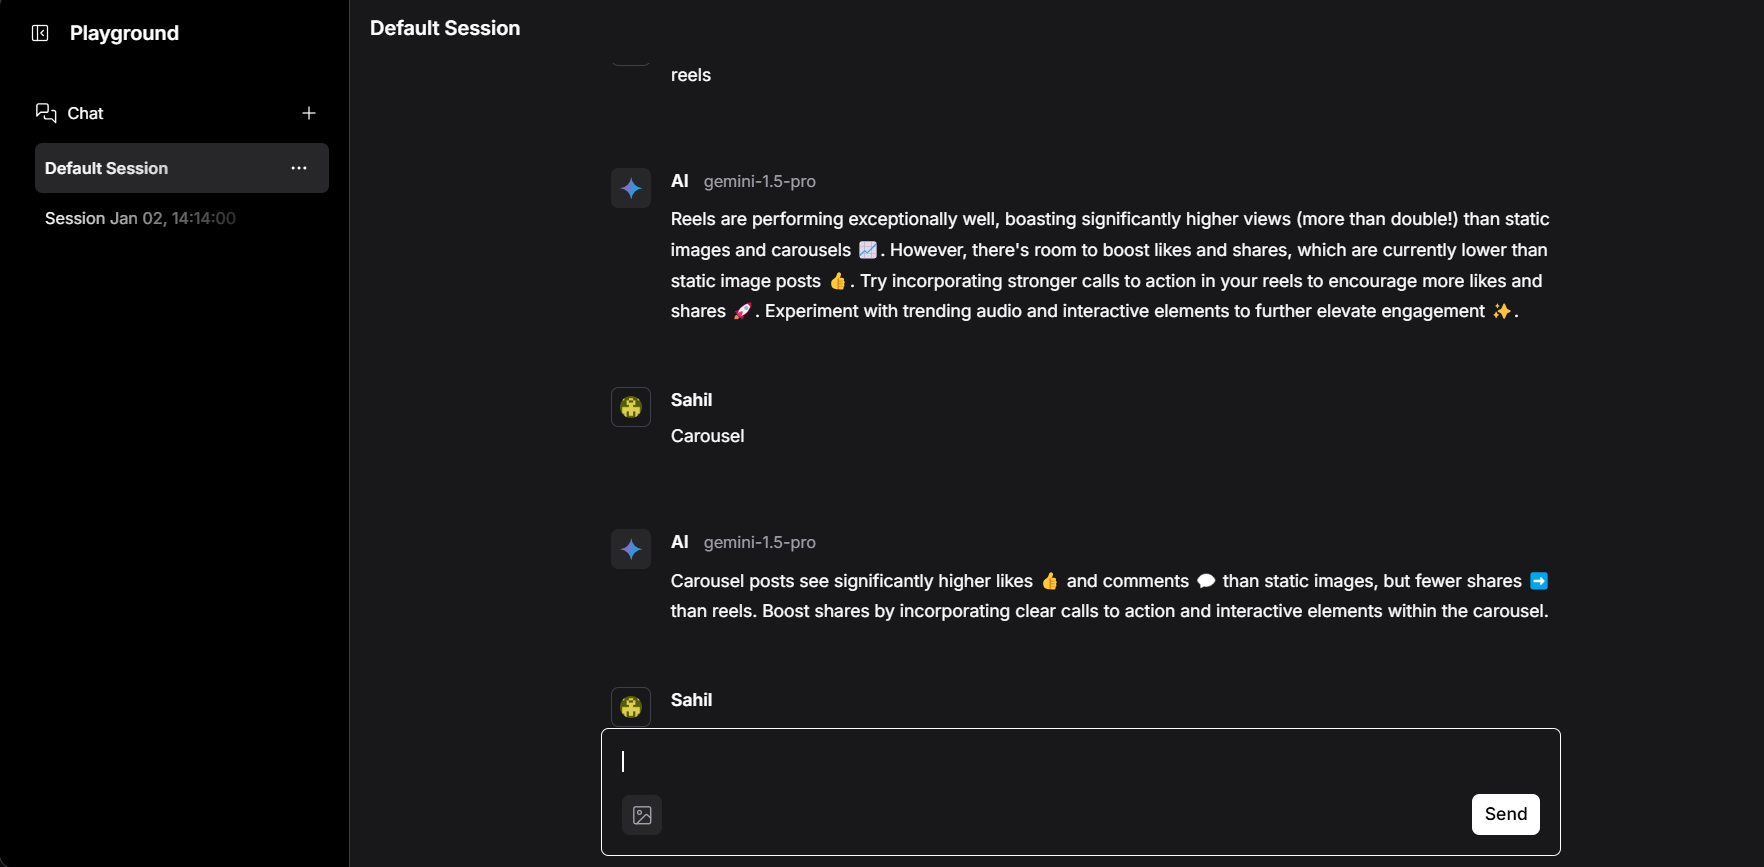 Playground
Chat
Default Session
Session Jan 02, 14:14:00
Default Session
reels
AI gemini-1.5-pro
Reels are performing exceptionally well, boasting significantly higher views (more than double!) than static
images and carousels 📈. However, there's room to boost likes and shares, which are currently lower than
static image posts 👍. Try incorporating stronger calls to action in your reels to encourage more likes and
shares 🚀. Experiment with trending audio and interactive elements to further elevate engagement ✨.
Sahil
Carousel
AI gemini-1.5-pro
Carousel posts see significantly higher likes 👍 and comments 💬 than static images, but fewer shares ➡️
than reels. Boost shares by incorporating clear calls to action and interactive elements within the carousel.
Sahil
Send